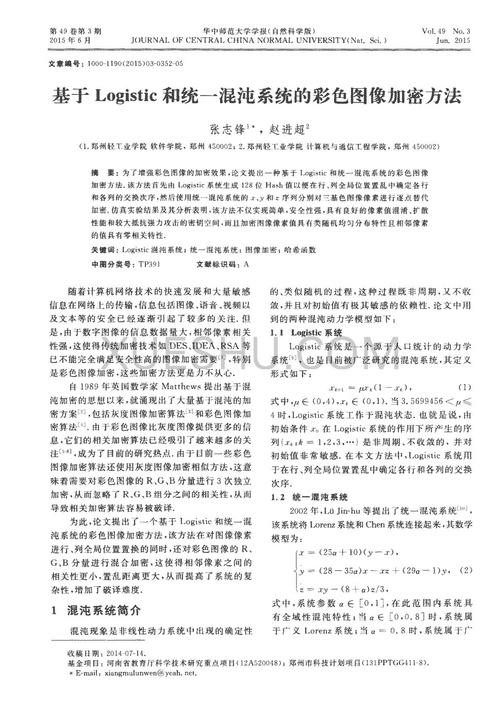 第49卷第3期
2015年6月
华中师范大学学报(自然科学版)
JOURNAL OF CENTRAL CHINA NORMAL UNIVERSITY(Nat. Sci.)
Vol.49 No.3
Jun. 2015
文章编号:1000-1190(2015)03-0352-05
基于 Logistic 和统一混沌系统的彩色图像加密方法
张志锋1*,赵进超2
(1.郑州轻工业学院 软件学院,郑州 450002;2.郑州轻工业学院 计算机与通信工程学院,郑州 450002)
摘 要:为了增强彩色图像的加密效果,论文提出一种基于 Logistic 和统一混沌系统的彩色图像
加密方法.该方法首先由 Logistic 系统生成 128 位 Hash 值以便在行、列全局位置置乱中确定各行
和各列的交换次序,然后使用统一混沌系统的 x,y 和 z 序列分别对三基色图像像素进行逐点替代
加密.仿真实验结果及其分析表明,该方法不仅实现简单,安全性强,具有良好的像素值混淆、扩散
性能和较大抵抗强力攻击的密钥空间,而且加密图像像素值具有类随机均匀分布特性且相邻像素
的值具有零相关特性.
关键词:Logistic 混沌系统;统一混沌系统;图像加密;哈希函数
中图分类号:TP391 文献标识码:A
随着计算机网络技术的快速发展和大量敏感
信息在网络上的传输,信息包括图像、语音、视频以
及文本等的安全已经逐渐引起了较多的关注.但
是,由于数字图像的信息数据量大,相邻像素相关
性强,这使得传统加密技术如 DES、IDEA、RSA 等
已不能完全满足安全性高的图像加密需要[1],特别
是彩色图像加密,这些加密方法更是力不从心.
自 1989 年英国数学家 Matthews 提出基于混
沌加密的思想以来,就涌现出了大量基于混沌的加
密方案[2],包括灰度图像加密算法[3]和彩色图像加
密算法[4].由于彩色图像比灰度图像提供更多的信
息,它们的相关加密算法已经吸引了越来越多的关
注[5-8],成为了目前的研究热点.由于目前一些彩色
图像加密算法还使用灰度图像加密相似方法,这意
味着需要对彩色图像的 R、G、B 分量进行 3 次独立
加密,从而忽略了 R、G、B 组分之间的相关性,从而
导致相关加密算法容易被破译.
为此,论文提出了一个基于 Logistic 和统一混
沌系统的彩色图像加密方法,该方法在对图像像素
进行、列全局位置置换的同时,还对彩色图像的 R、
G、B 分量进行混合加密,这使得相邻像素之间的
相关性更小,置乱距离更大,从而提高了系统的复
杂性,增加了破译难度.
1 混沌系统简介
混沌现象是非线性动力系统中出现的确定性
的、类似随机的过程,这种过程既非周期,又不收
敛,并且对初始值有极其敏感的依赖性.论文中用
到的两种混沌动力学模型如下:
1.1 Logistic 系统
Logistic 系统是一个源于人口统计的动力学
系统[9],也是目前被广泛研究的混沌系统,其定义
形式如下:
xk+1 = μxk(1−xk), (1)
式中,μ∈(0,4),xk∈(0,1).当 3.5699456<μ≤
4 时,Logistic 系统工作于混沌状态.也就是说,由
初始条件 x0 在 Logistic 系统的作用下所产生的序
列{xk;k=1,2,3,⋯}是非周期、不收敛的,并对
初始值非常敏感.在本文方法中,Logistic 系统用
于在行、列全局位置置乱中确定各行和各列的交换
次序.
1.2 统一混沌系统
2002 年,Lü Jin-hu 等提出了统一混沌系统[10],
该系统将 Lorenz 系统和 Chen 系统连接起来,其数学
模型为:
ẋ = (25α+10)(y−x),
ẏ = (28−35α)x−xz+(29α−1)y, (2)
ż = xy−(8+α)z/3,
式中,系统参数 α∈[0,1],在此范围内系统具
有全域性混沌特性;当 α∈[0,0.8]时,系统属
于广义 Lorenz 系统;当 α=0.8 时,系统属于广
收稿日期:2014-07-14.
基金项目:河南省教育厅科学技术研究重点项目(12A520048);郑州市科技计划项目(131PPTGG411-8).
* E-mail: xiangmulunwen@yeah.net.